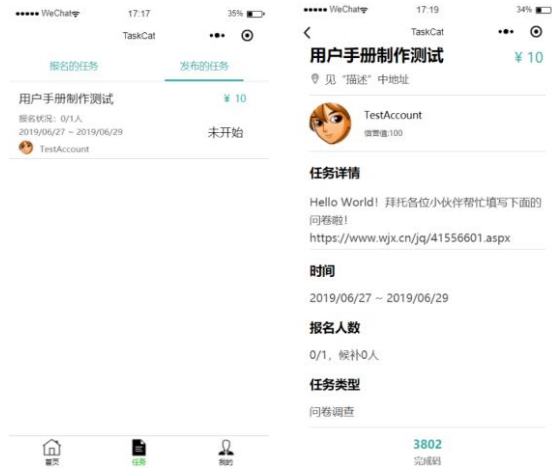 WeChat 17:17 35%
TaskCat
报名的任务 发布的任务
用户手册制作测试 ¥ 10
报名状况: 0/1人
2019/06/27 ~ 2019/06/29 未开始
TestAccount
首页 任务 我的
WeChat 17:19 34%
TaskCat
用户手册制作测试 ¥ 10
见“描述”中地址
TestAccount
信誉值:100
任务详情
Hello World! 拜托各位小伙伴帮忙填写下面的
问卷啦!
https://www.wjx.cn/jq/41556601.aspx
时间
2019/06/27 ~ 2019/06/29
报名人数
0/1, 候补0人
任务类型
问卷调查
3802
完成码